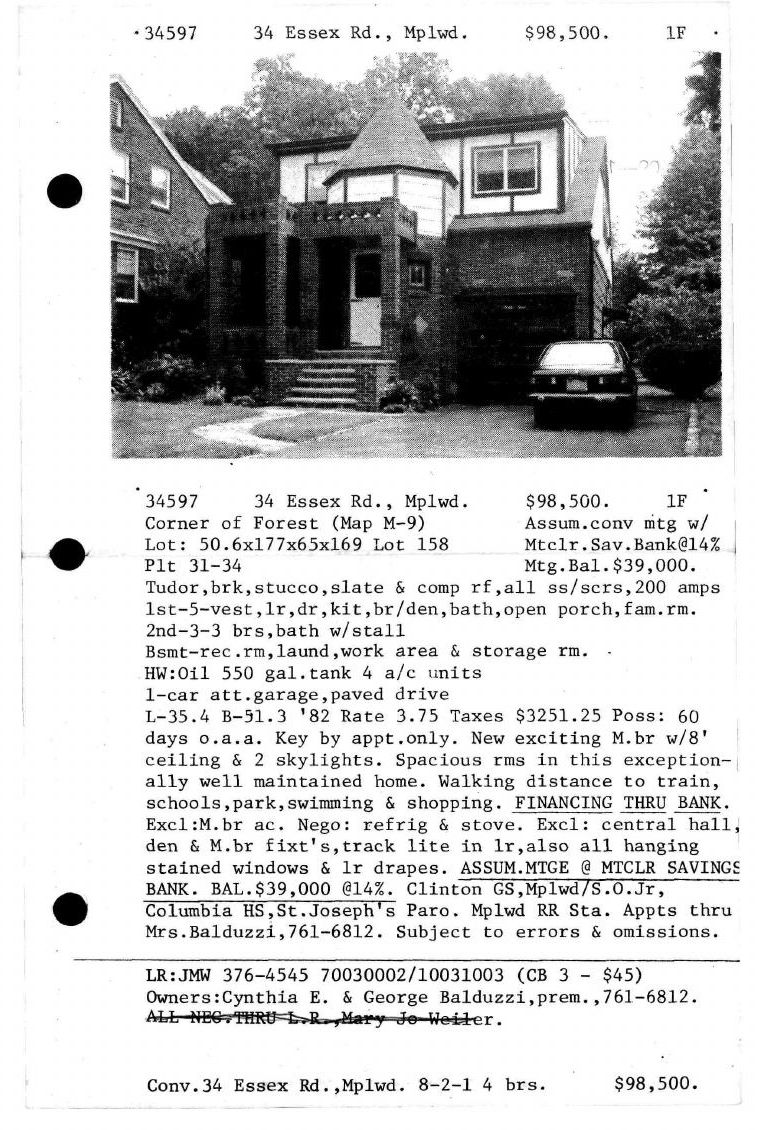 34597 34 Essex Rd., Mplwd. $98,500. 1F
34597 34 Essex Rd., Mplwd. $98,500. 1F
Corner of Forest (Map M-9) Assum.conv mtg w/
Lot: 50.6x177x65x169 Lot 158 Mtclr.Sav.Bank@14%
Plt 31-34 Mtg.Bal.$39,000.
Tudor,brk,stucco,slate & comp rf,all ss/scrs,200 amps
1st-5-vest,lr,dr,kit,br/den,bath,open porch,fam.rm.
2nd-3-3 brs,bath w/stall
Bsmt-rec.rm,laund,work area & storage rm.
HW:Oil 550 gal.tank 4 a/c units
1-car att.garage,paved drive
L-35.4 B-51.3 '82 Rate 3.75 Taxes $3251.25 Poss: 60
days o.a.a. Key by appt.only. New exciting M.br w/8'
ceiling & 2 skylights. Spacious rms in this exception-
ally well maintained home. Walking distance to train,
schools,park,swimming & shopping. FINANCING THRU BANK.
Excl:M.br ac. Nego: refrig & stove. Excl: central hall,
den & M.br fixt's,track lite in lr,also all hanging
stained windows & lr drapes. ASSUM.MTGE @ MTCLR SAVINGS
BANK. BAL.$39,000 @14%. Clinton GS,Mplwd/S.O.Jr,
Columbia HS,St.Joseph's Paro. Mplwd RR Sta. Appts thru
Mrs.Balduzzi,761-6812. Subject to errors & omissions.
LR:JMW 376-4545 70030002/10031003 (CB 3 - $45)
Owners:Cynthia E. & George Balduzzi,prem.,761-6812.
ALL NEG.THRU L.R.,Mary Jo Weiler.
Conv.34 Essex Rd.,Mplwd. 8-2-1 4 brs. $98,500.